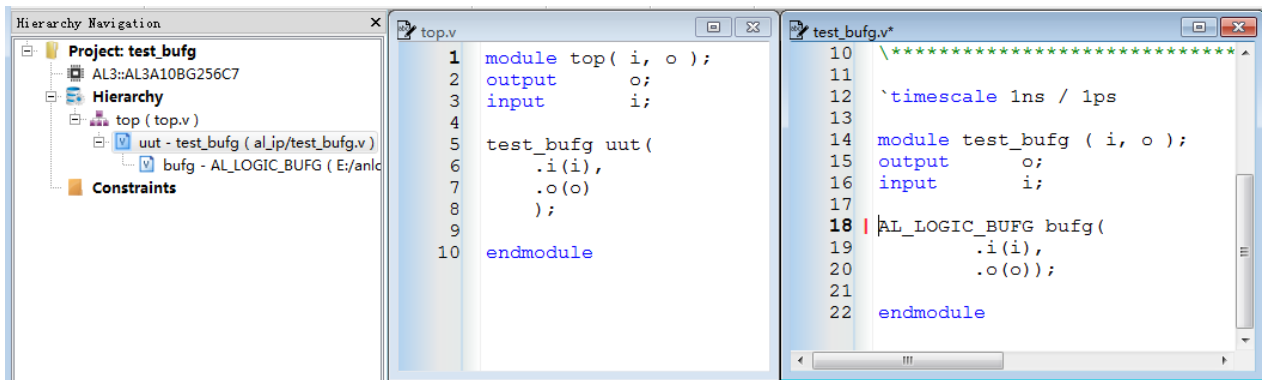 Hierarchy Navigation
Project: test_bufg
AL3::AL3A10BG256C7
Hierarchy
top ( top.v )
uut - test_bufg ( al_ip/test_bufg.v )
bufg - AL_LOGIC_BUFG ( E:/anlc
Constraints
top.v
1 module top( i, o );
2 output        o;
3 input         i;
4
5 test_bufg uut(
6     .i(i),
7     .o(o)
8     );
9
10 endmodule
test_bufg.v*
10 \******************************
11
12 `timescale 1ns / 1ps
13
14 module test_bufg ( i, o );
15 output        o;
16 input         i;
17
18 AL_LOGIC_BUFG bufg(
19         .i(i),
20         .o(o));
21
22 endmodule